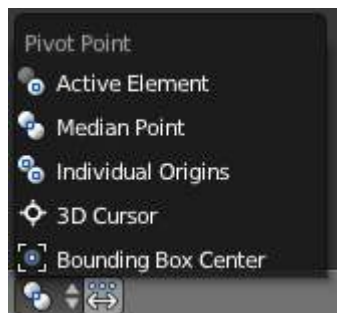 Pivot Point
Active Element
Median Point
Individual Origins
3D Cursor
Bounding Box Center